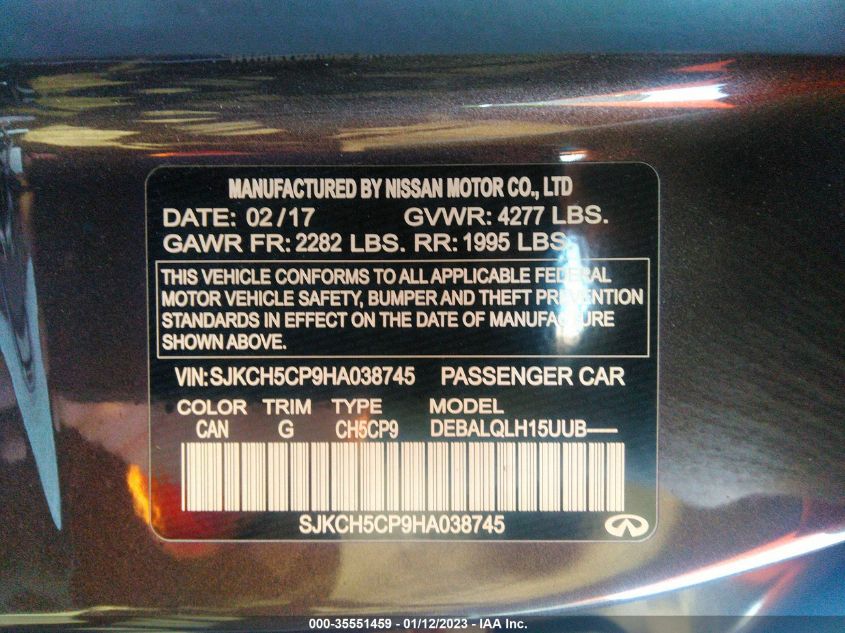 MANUFACTURED BY NISSAN MOTOR CO., LTD
DATE: 02 /17 GVWR: 4277 LBS.
GAWR FR: 2282 LBS. RR: 1995 LBS.
THIS VEHICLE CONFORMS TO ALL APPLICABLE FEDERAL
MOTOR VEHICLE SAFETY, BUMPER AND THEFT PREVENTION
STANDARDS IN EFFECT ON THE DATE OF MANUFACTURE
SHOWN ABOVE.
VIN: SJKCH5CP9HA038745 PASSENGER CAR
COLOR TRIM TYPE MODEL
CAN G CH5CP9 DEBALQLH15UUB——
SJKCH5CP9HA038745
000-35551459 - 01/12/2023 - IAA Inc.